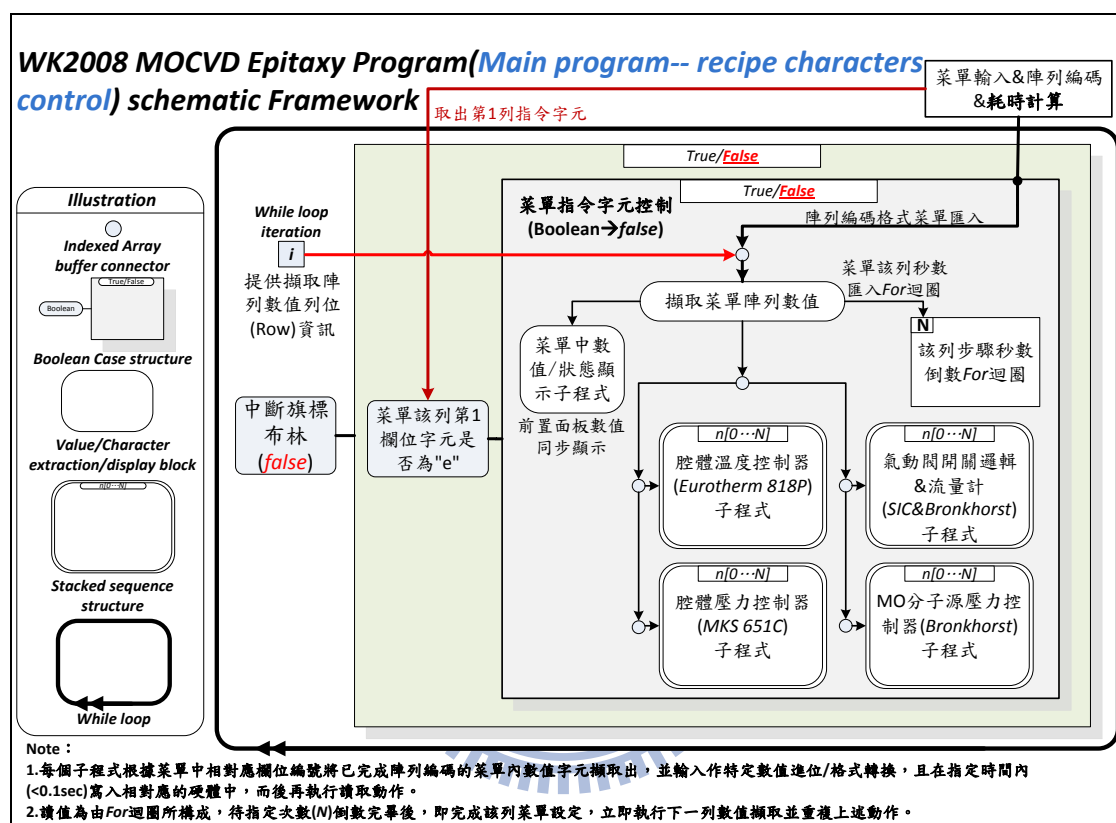 WK2008 MOCVD Epitaxy Program(Main program-- recipe characters
control) schematic Framework
菜單輸入&陣列編碼
&耗時計算
取出第1列指令字元
True/False
True/False
Illustration
Indexed Array
buffer connector
True/False
Boolean
Boolean Case structure
Value/Character
extraction/display block
n[0⋯N]
Stacked sequence
structure
While loop
While loop
iteration
i
提供擷取陣
列數值列位
(Row)資訊
中斷旗標
布林
(false)
菜單該列第1
欄位字元是
否為"e"
菜單指令字元控制
(Boolean→false)
陣列編碼格式菜單匯入
擷取菜單陣列數值
菜單該列秒數
匯入For迴圈
N
該列步驟秒數
倒數For迴圈
菜單中數
值/狀態顯
示子程式
前置面板數值
同步顯示
n[0⋯N]
腔體溫度控制器
(Eurotherm 818P)
子程式
n[0⋯N]
氣動閥開關邏輯
&流量計
(SIC&Bronkhorst)
子程式
n[0⋯N]
腔體壓力控制器
(MKS 651C)
子程式
n[0⋯N]
MO分子源壓力控
制器(Bronkhorst)
子程式
Note：
1.每個子程式根據菜單中相對應欄位編號將已完成陣列編碼的菜單內數值字元擷取出，並輸入作特定數值進位/格式轉換，且在指定時間內
(<0.1sec)寫入相對應的硬體中，而後再執行讀取動作。
2.讀值為由For迴圈所構成，待指定次數(N)倒數完畢後，即完成該列菜單設定，立即執行下一列數值擷取並重複上述動作。